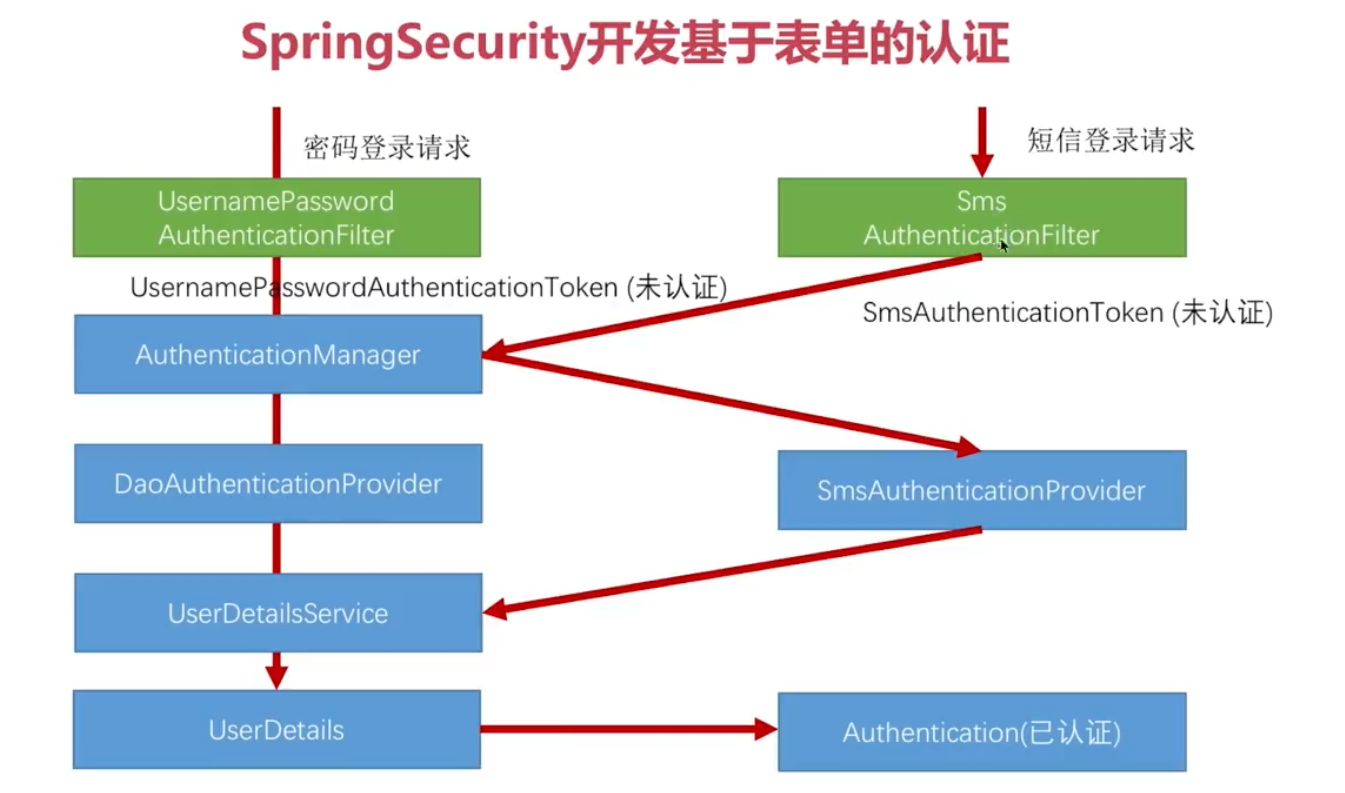 SpringSecurity开发基于表单的认证
密码登录请求
短信登录请求
UsernamePassword
AuthenticationFilter
Sms
AuthenticationFilter
UsernamePasswordAuthenticationToken (未认证)
SmsAuthenticationToken (未认证)
AuthenticationManager
DaoAuthenticationProvider
SmsAuthenticationProvider
UserDetailsService
UserDetails
Authentication(已认证)